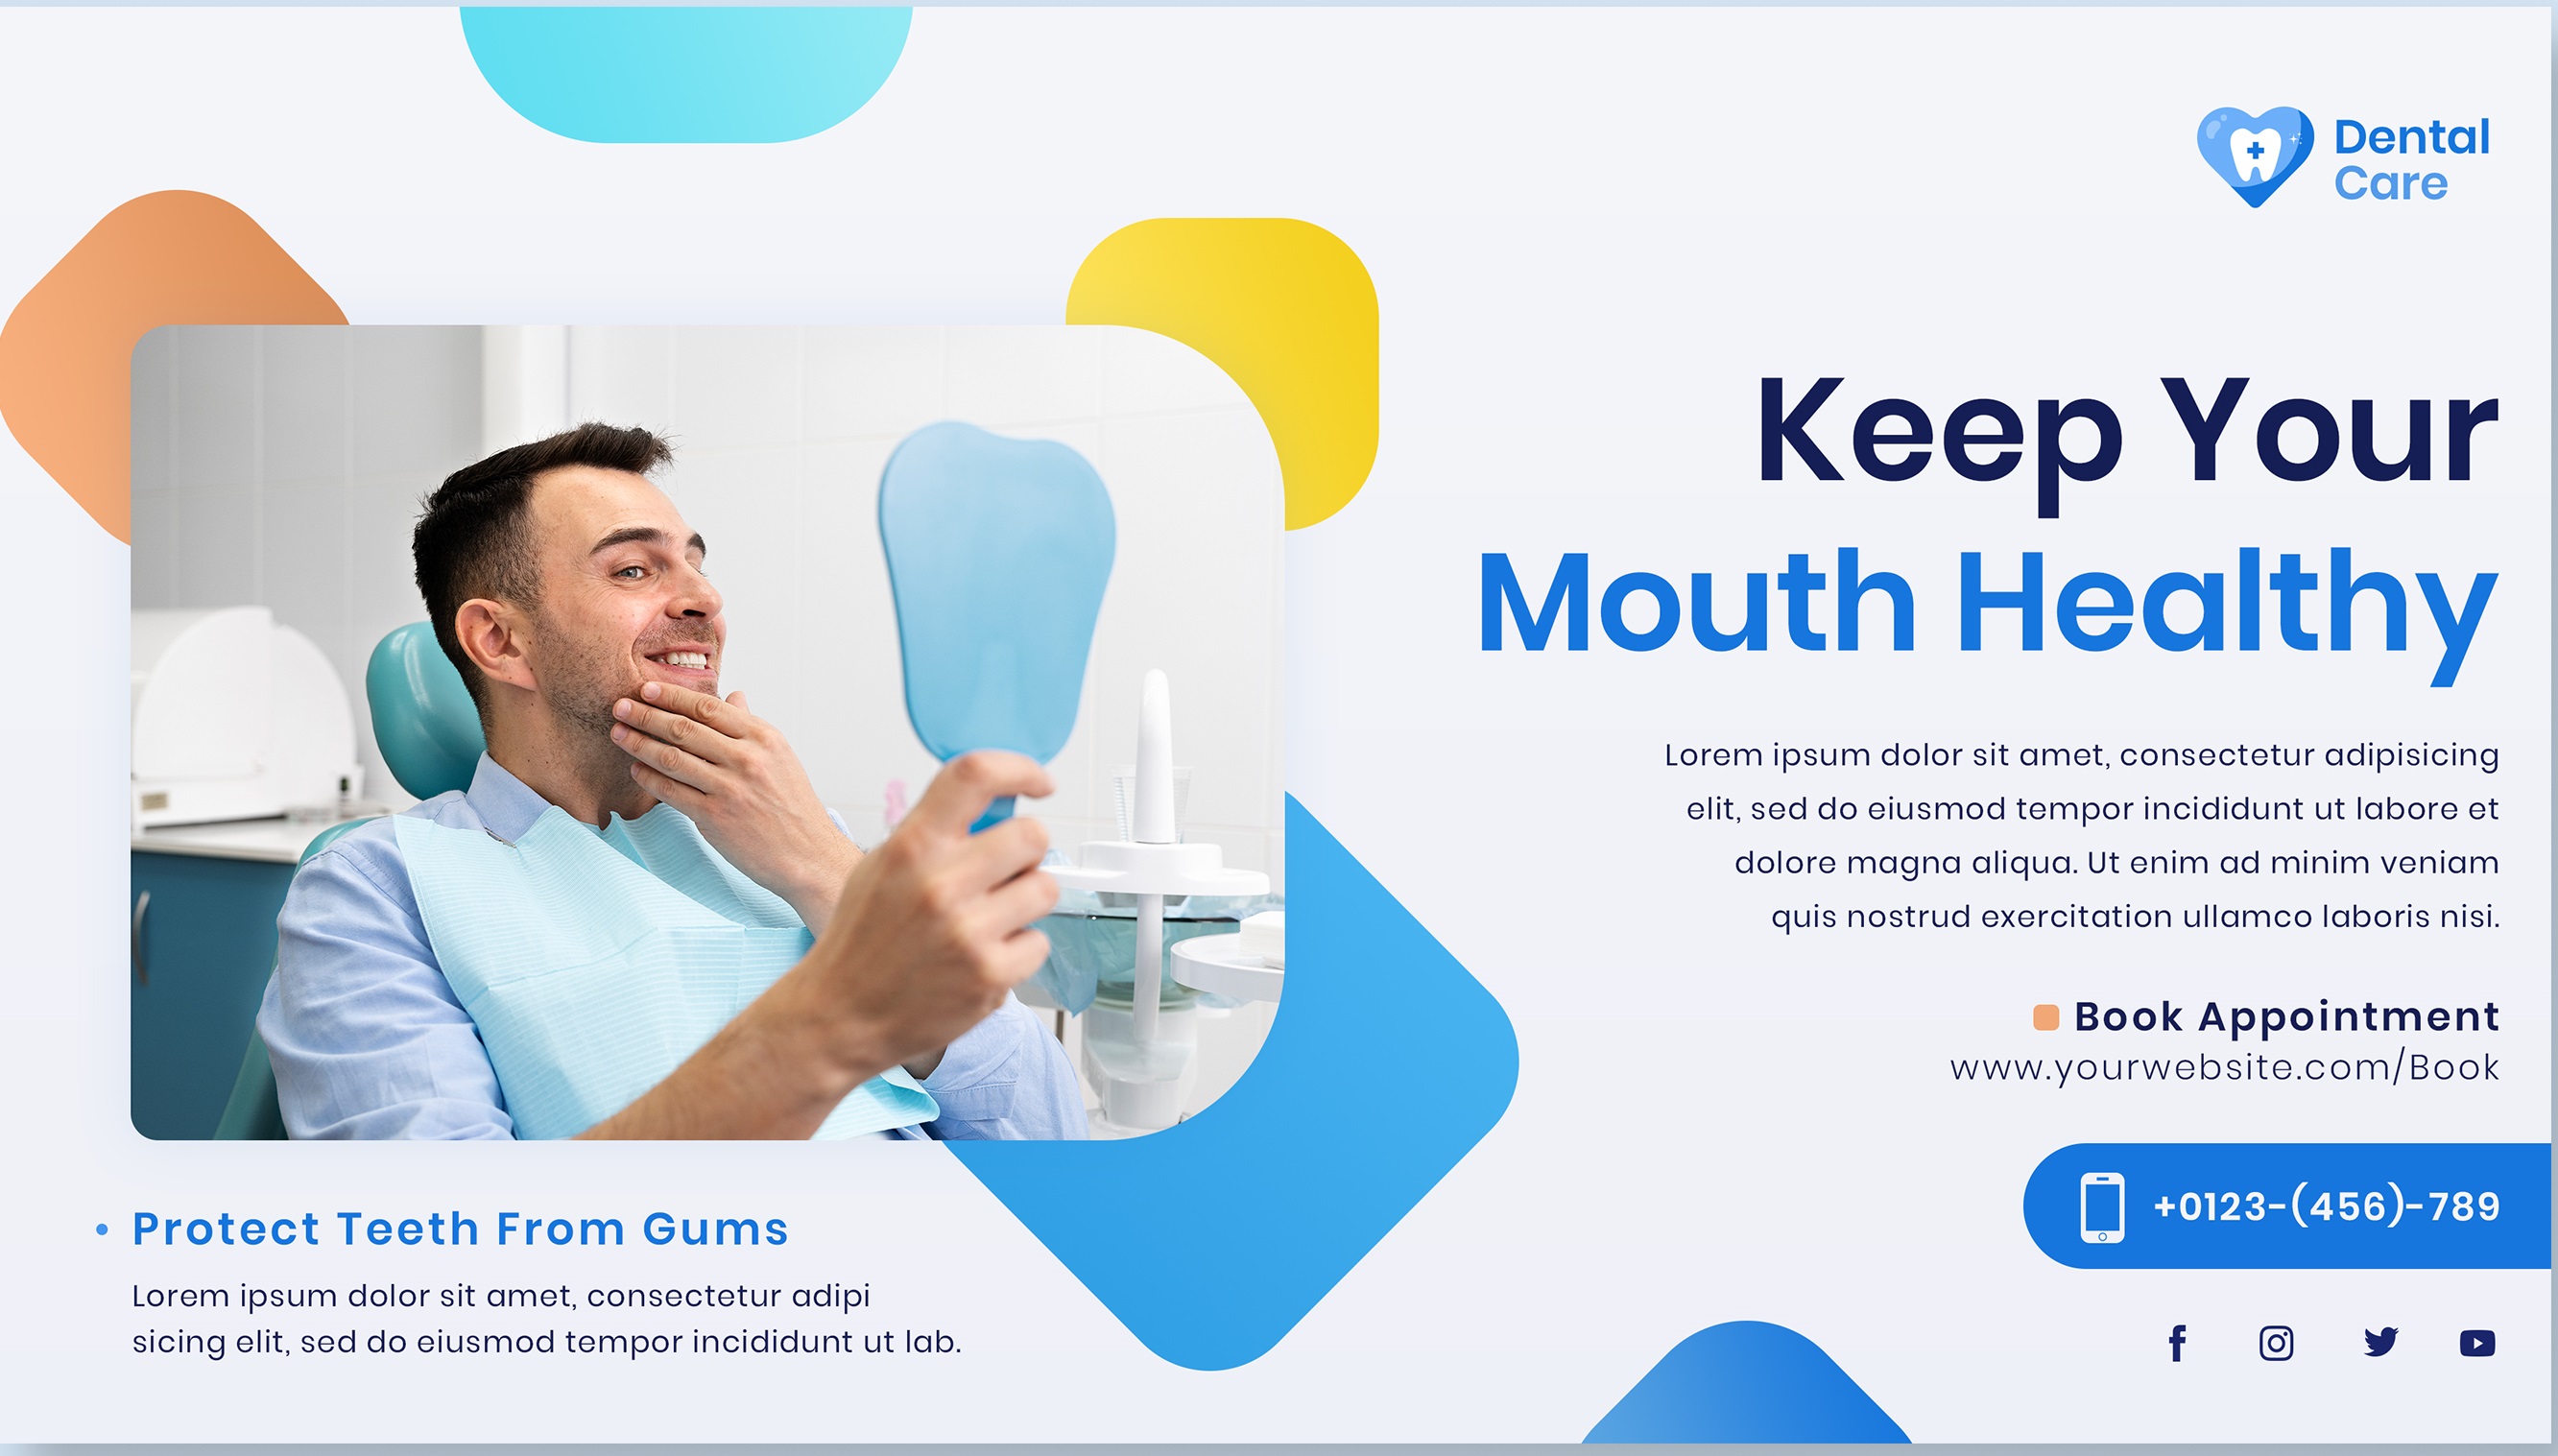 Dental
Care
Keep Your
Mouth Healthy
Lorem ipsum dolor sit amet, consectetur adipisicing
elit, sed do eiusmod tempor incididunt ut labore et
dolore magna aliqua. Ut enim ad minim veniam
quis nostrud exercitation ullamco laboris nisi.
Book Appointment
www.yourwebsite.com/Book
+0123-(456)-789
• Protect Teeth From Gums
Lorem ipsum dolor sit amet, consectetur adipi
sicing elit, sed do eiusmod tempor incididunt ut lab.